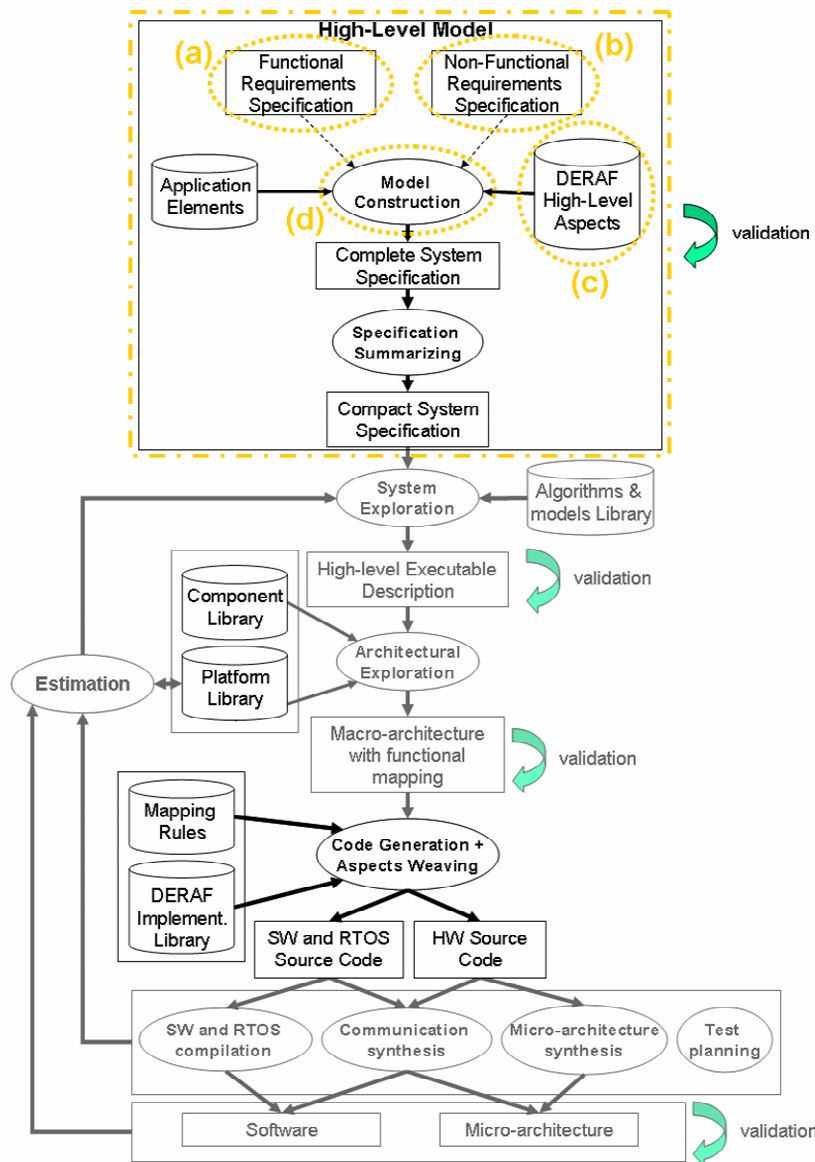 High-Level Model
(a)
Functional
Requirements
Specification
Non-Functional
Requirements
Specification
(b)
Application
Elements
Model
Construction
(d)
DERAF
High-Level
Aspects
(c)
validation
Complete System
Specification
Specification
Summarizing
Compact System
Specification
System
Exploration
Algorithms &
models Library
High-level Executable
Description
validation
Component
Library
Platform
Library
Architectural
Exploration
Estimation
Macro-architecture
with functional
mapping
validation
Mapping
Rules
DERAF
Implement.
Library
Code Generation +
Aspects Weaving
SW and RTOS
Source Code
HW Source
Code
SW and RTOS
compilation
Communication
synthesis
Micro-architecture
synthesis
Test
planning
Software
Micro-architecture
validation